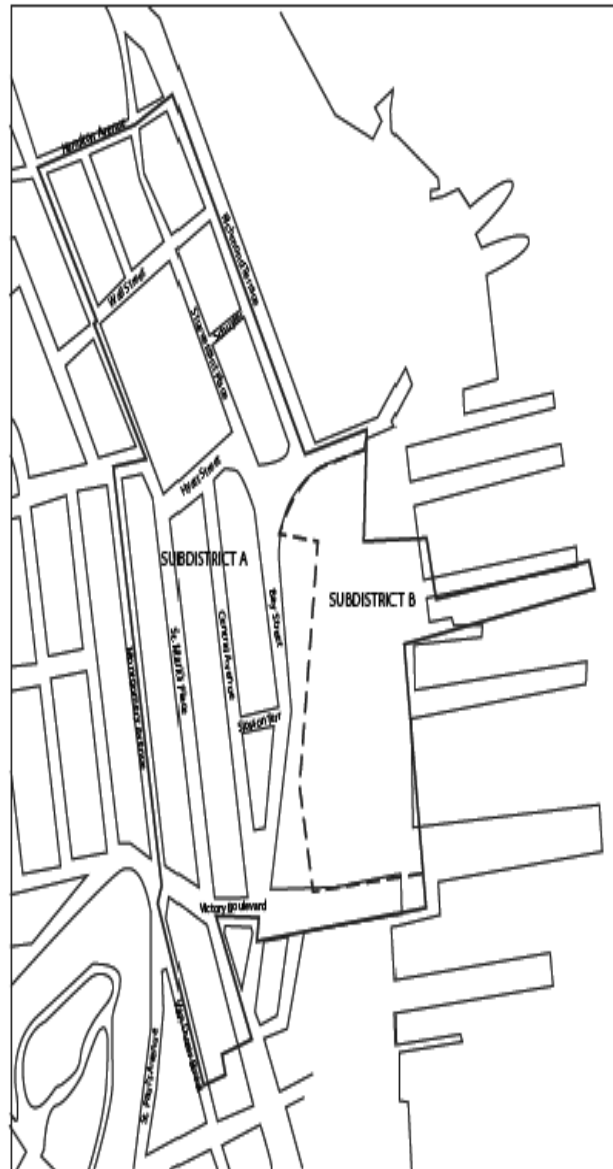 Hamilton Avenue
Richmond Terrace
Wall Street
Stuyvesant Place
Schuyler
Hyatt Street
SUBDISTRICT A
SUBDISTRICT B
Bay Street
Central Avenue
St. Mark's Place
Montgomery Avenue
Slosson Terr
Victory Boulevard
Van Duzer Street
St. Paul's Avenue